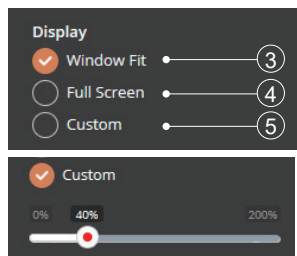 Display
Window Fit 3
Full Screen 4
Custom 5
Custom
0% 40% 200%